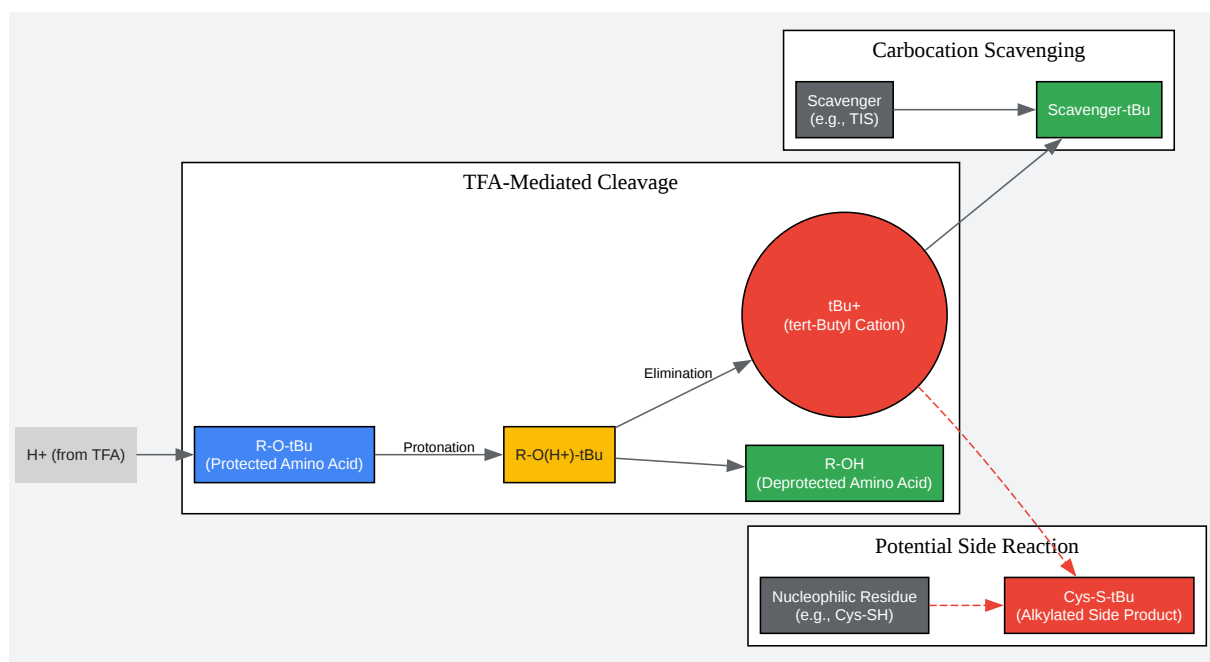 Carbocation Scavenging
Scavenger
(e.g., TIS)
Scavenger-tBu
TFA-Mediated Cleavage
tBu+
(tert-Butyl Cation)
Elimination
H+ (from TFA)
R-O-tBu
(Protected Amino Acid)
Protonation
R-O(H+)-tBu
R-OH
(Deprotected Amino Acid)
Potential Side Reaction
Nucleophilic Residue
(e.g., Cys-SH)
Cys-S-tBu
(Alkylated Side Product)